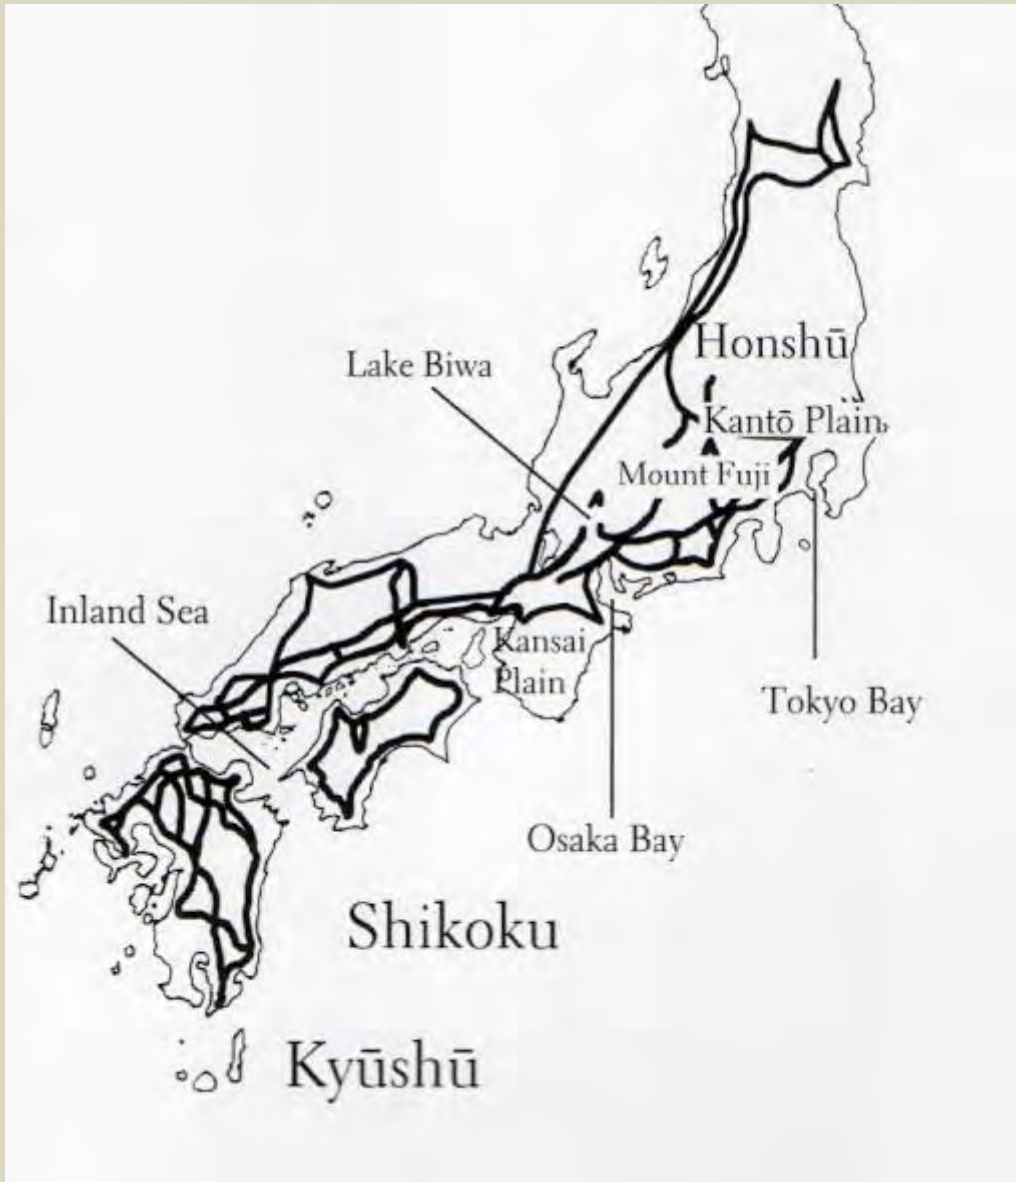 Honshū
Lake Biwa
Kantō Plain
Mount Fuji
Inland Sea
Kansai
Plain
Tokyo Bay
Osaka Bay
Shikoku
Kyūshū